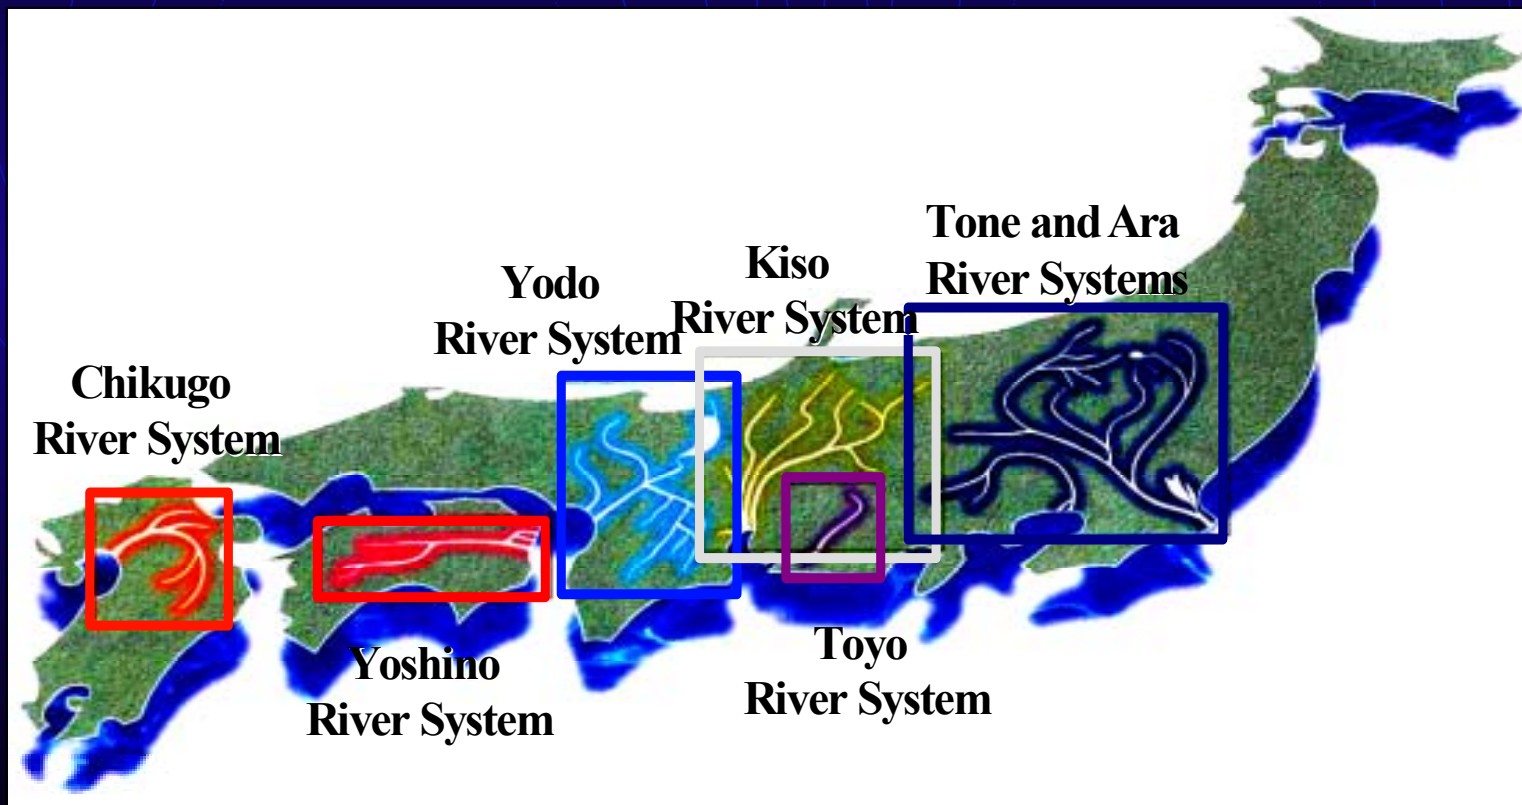 Tone and Ara
River Systems
Kiso
River System
Yodo
River System
Chikugo
River System
Toyo
River System
Yoshino
River System